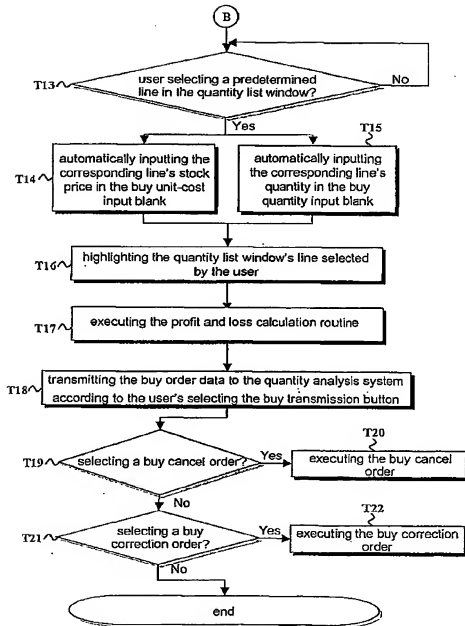 B
T13
user selecting a predetermined
line in the quantity list window?
No
Yes
T14
automatically inputting the
corresponding line's stock
price in the buy unit-cost
input blank
T15
automatically inputting
the corresponding
line's quantity in the buy
quantity input blank
T16
highlighting the quantity list window's line selected
by the user
T17
executing the profit and loss calculation routine
T18
transmitting the buy order data to the quantity analysis system
according to the user's selecting the buy transmission button
T19
selecting a buy cancel order?
Yes
T20
executing the buy cancel
order
No
T21
selecting a buy
correction order?
Yes
T22
executing the buy correction
order
No
end